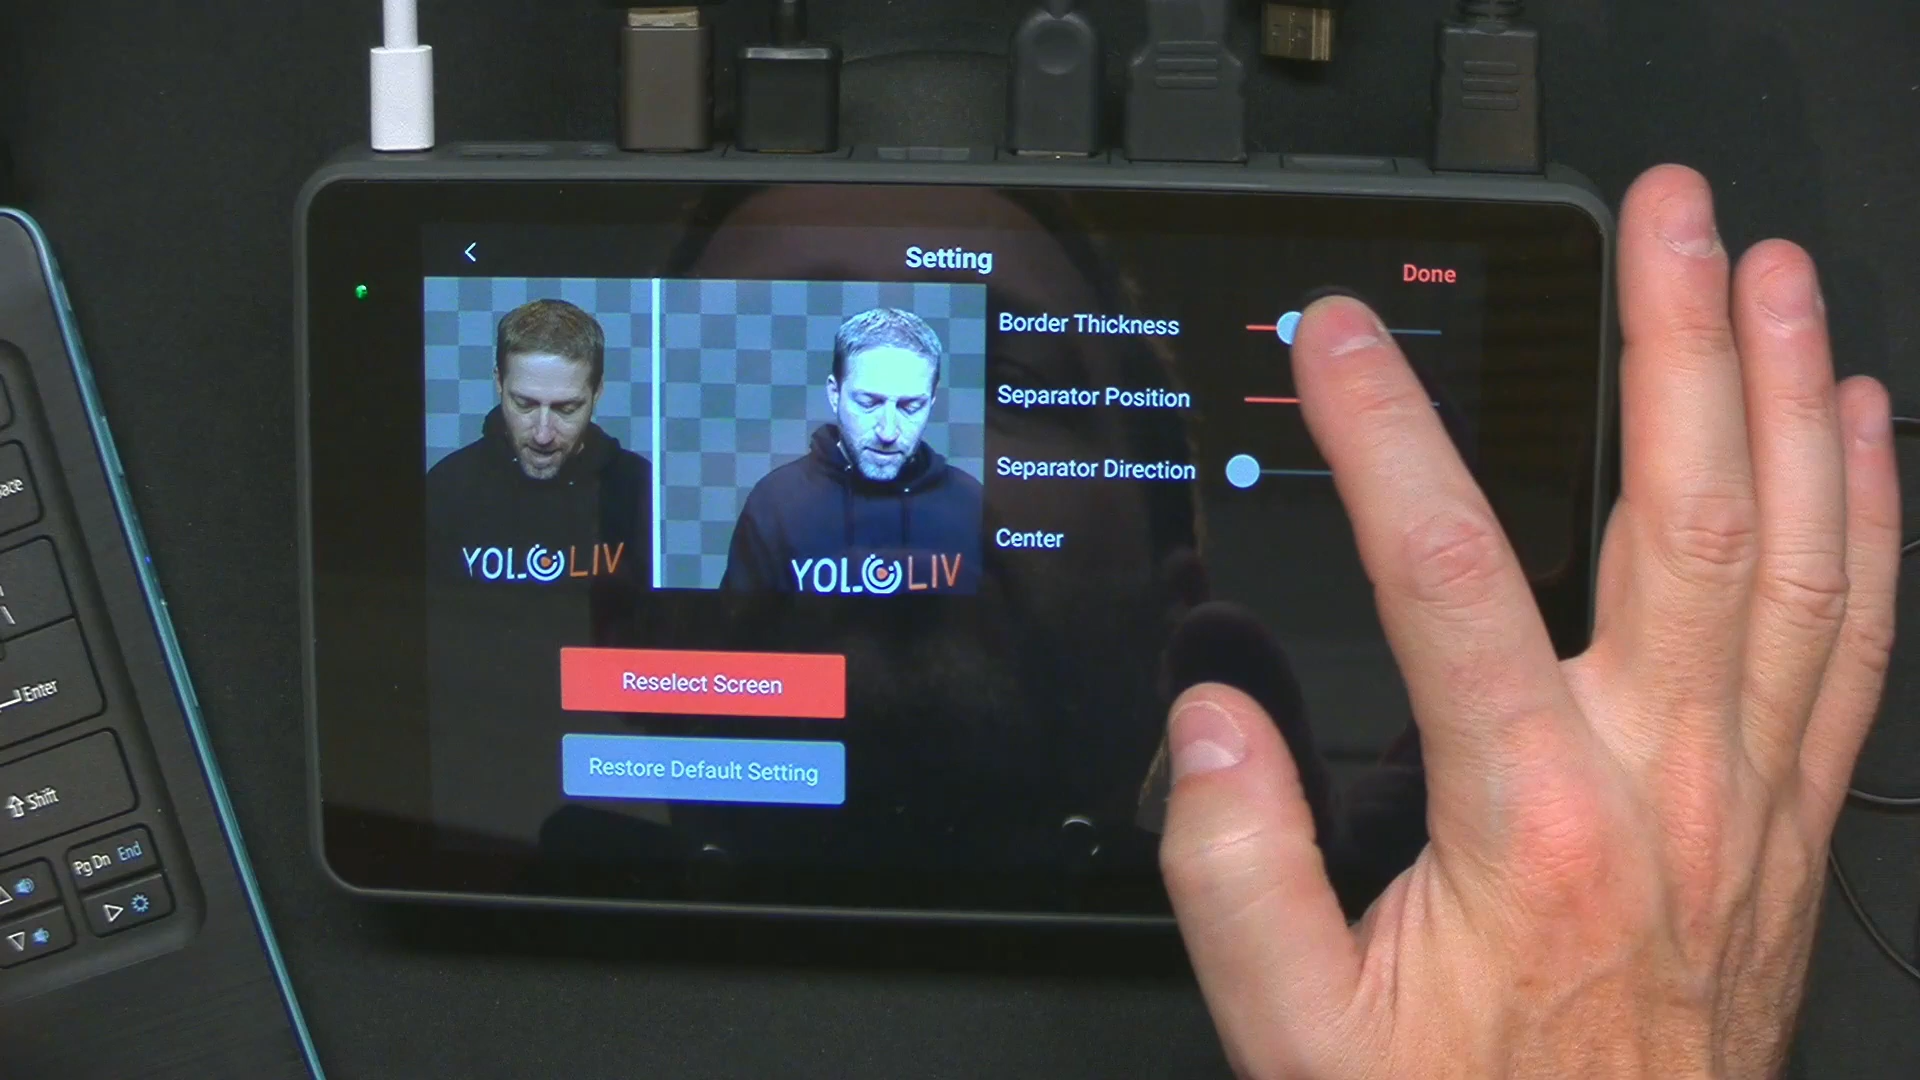 Setting
Done
Border Thickness
Separator Position
Separator Direction
Center
YOLOLIV
YOLOLIV
Reselect Screen
Restore Default Setting
Enter
Shift
Pg Dn End